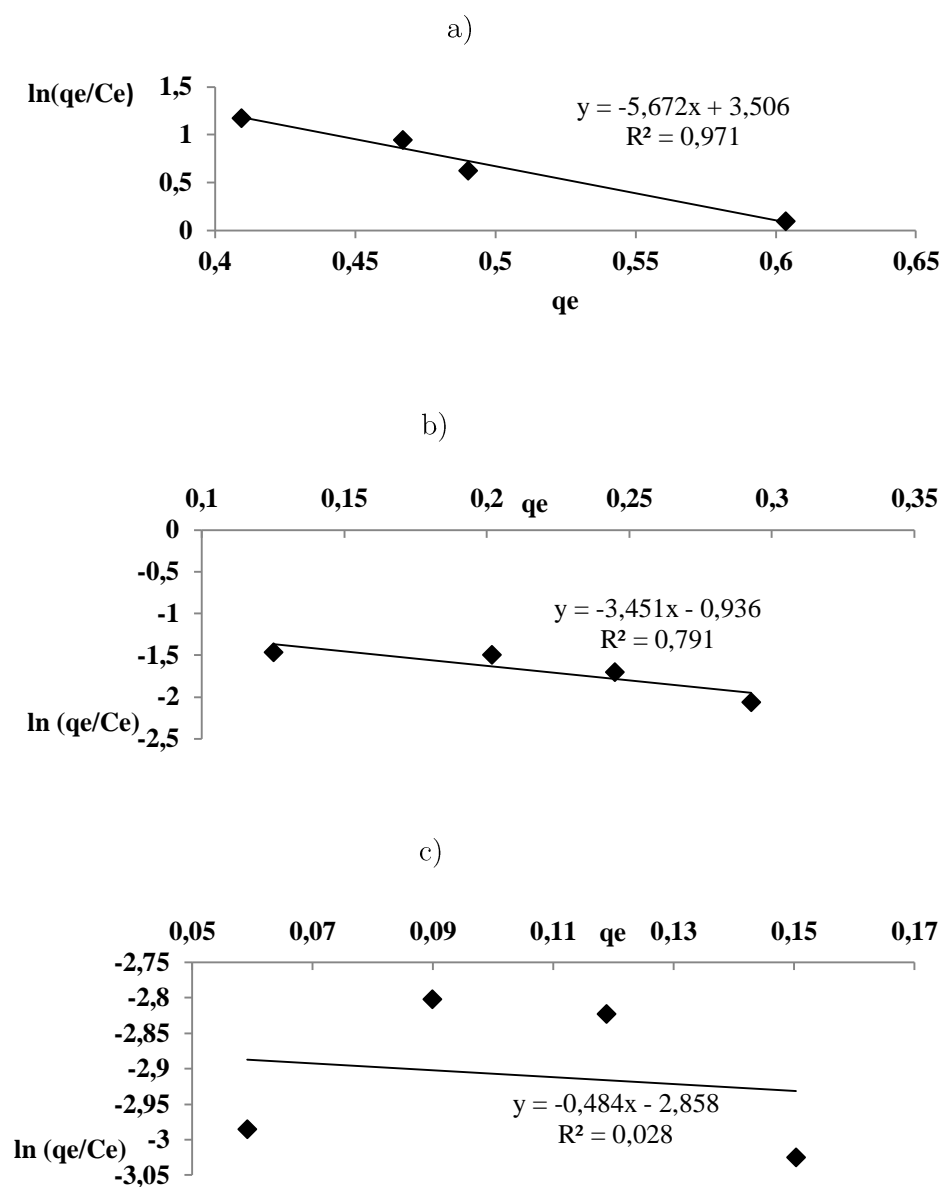 a)
ln(qe/Ce)
1,5
1
0,5
0
y = -5,672x + 3,506
R² = 0,971
0,4 0,45 0,5 0,55 0,6 0,65
qe
b)
0,1 0,15 0,2 qe 0,25 0,3 0,35
0
-0,5
-1
-1,5
-2
-2,5
y = -3,451x - 0,936
R² = 0,791
ln (qe/Ce)
c)
0,05 0,07 0,09 0,11 qe 0,13 0,15 0,17
-2,75
-2,8
-2,85
-2,9
-2,95
-3
-3,05
y = -0,484x - 2,858
R² = 0,028
ln (qe/Ce)